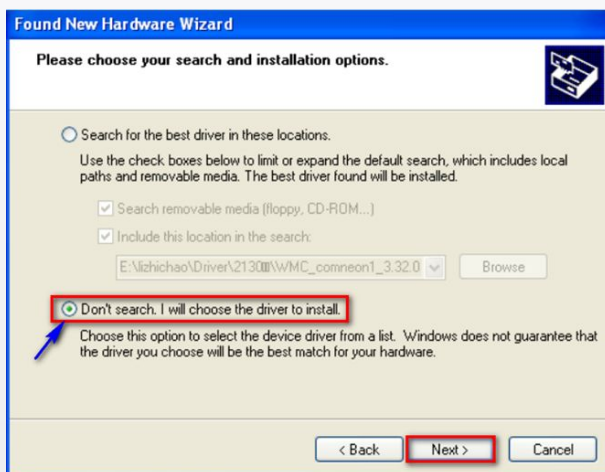 Found New Hardware Wizard
Please choose your search and installation options.
Search for the best driver in these locations.
Use the check boxes below to limit or expand the default search, which includes local
paths and removable media. The best driver found will be installed.
Search removable media (floppy, CD-ROM...)
Include this location in the search:
Browse
Don't search. I will choose the driver to install.
Choose this option to select the device driver from a list. Windows does not guarantee that
the driver you choose will be the best match for your hardware.
< Back
Next >
Cancel